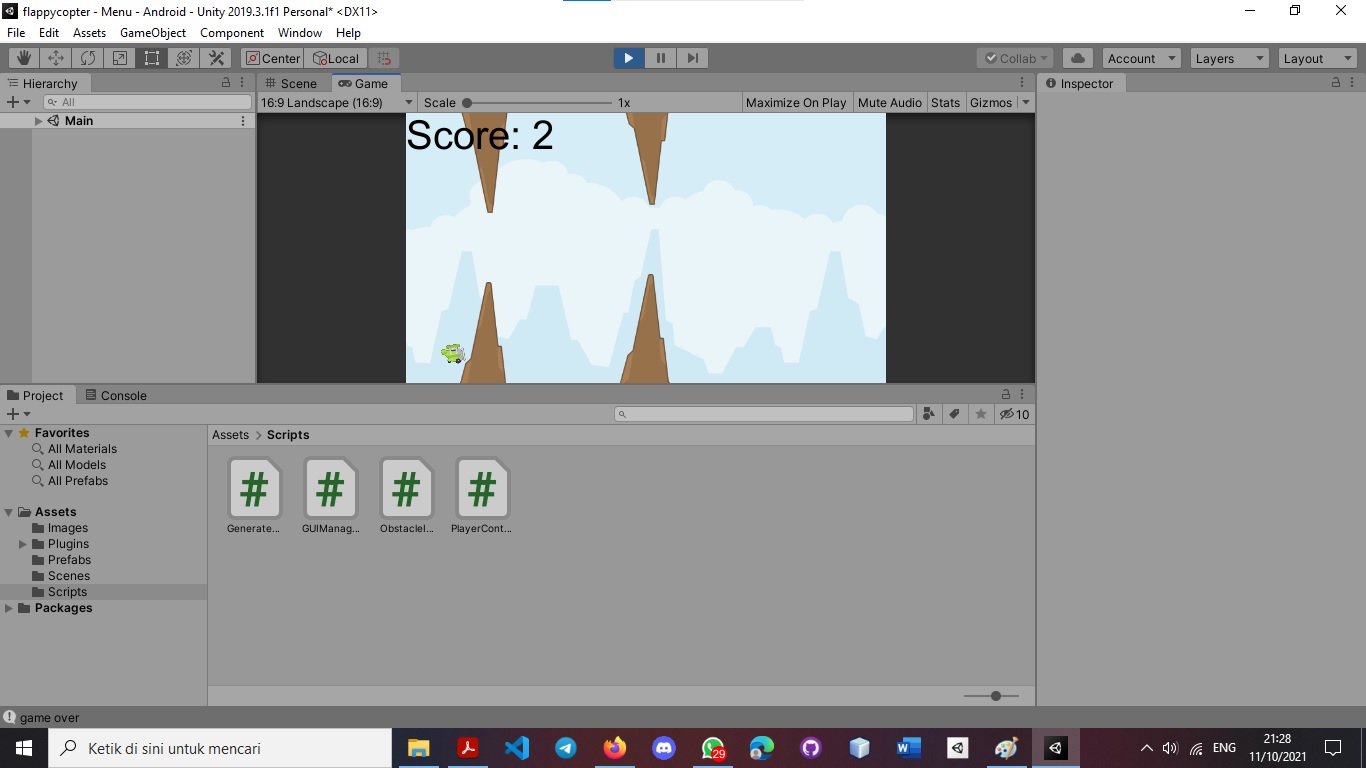 flappycopter - Menu - Android - Unity 2019.3.1f1 Personal* <DX11>
File Edit Assets GameObject Component Window Help
Center Local Collab Account Layers Layout
Hierarchy
All
Main
Scene Game
16:9 Landscape (16:9) Scale 1x Maximize On Play Mute Audio Stats Gizmos
Score: 2
Inspector
Project Console
10
Favorites
All Materials
All Models
All Prefabs
Assets
Images
Plugins
Prefabs
Scenes
Scripts
Packages
Assets > Scripts
# # # #
Generate... GUIManag... ObstacleI... PlayerCont...
game over
Ketik di sini untuk mencari
29
ENG
21:28
11/10/2021